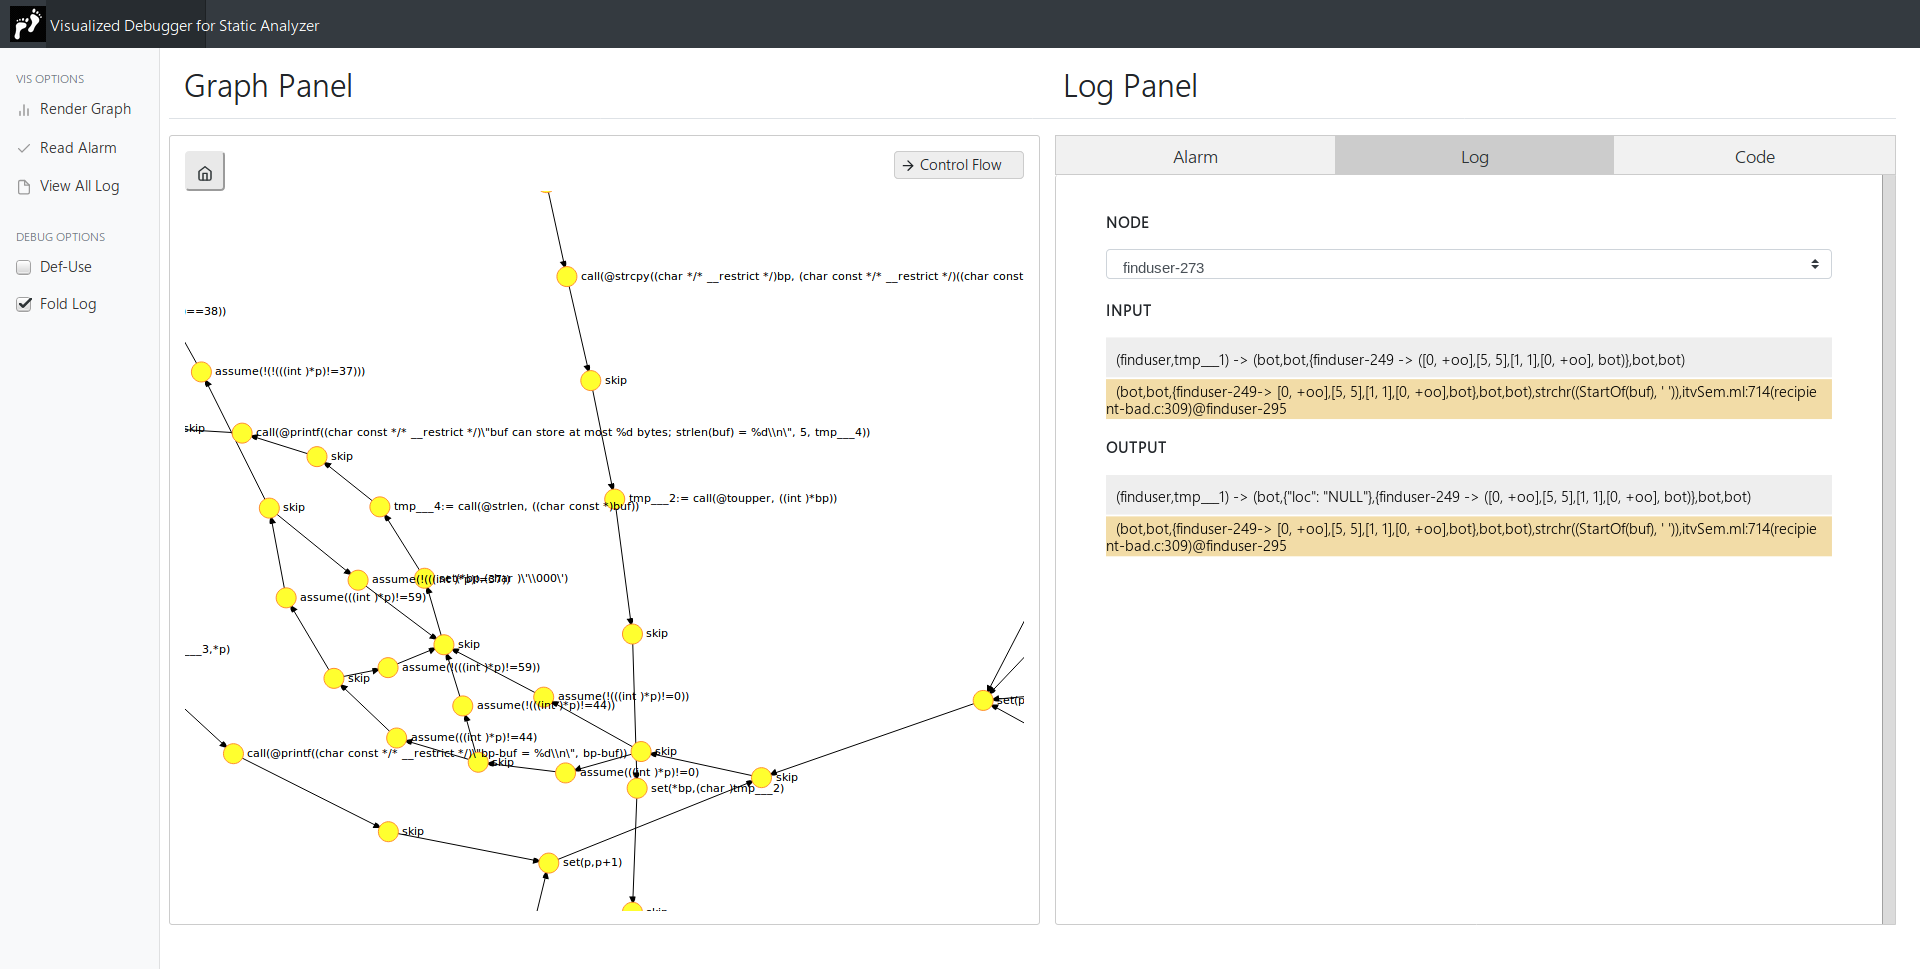 Visualized Debugger for Static Analyzer
VIS OPTIONS
Render Graph
Read Alarm
View All Log
DEBUG OPTIONS
Def-Use
Fold Log
Graph Panel
Control Flow
call(@strcpy((char */* __restrict */)bp, (char const */* __restrict */)((char const
==38))
assume(!(!(((int )*p)!=37)))
skip
skip
call(@printf((char const */* __restrict */)\"buf can store at most %d bytes; strlen(buf) = %d\\n\", 5, tmp___4))
skip
tmp___2:= call(@toupper, ((int )*bp))
skip
tmp___4:= call(@strlen, ((char const *)buf))
assume(!(((int )*p)!=37))
set(*bp,(char )\'\\000\')
assume(((int )*p)!=59)
skip
skip
___3,*p)
assume(!(((int )*p)!=59))
skip
assume(!(((int )*p)!=0))
set(p
assume(!(((int )*p)!=44))
assume(((int )*p)!=44)
call(@printf((char const */* __restrict */)\"bp-buf = %d\\n\", bp-buf))
skip
skip
assume(((int )*p)!=0)
skip
set(*bp,(char )tmp___2)
skip
set(p,p+1)
skip
Log Panel
Alarm
Log
Code
NODE
finduser-273
INPUT
(finduser,tmp___1) -> (bot,bot,{finduser-249 -> ([0, +oo],[5, 5],[1, 1],[0, +oo], bot)},bot,bot)
(bot,bot,{finduser-249-> [0, +oo],[5, 5],[1, 1],[0, +oo],bot},bot,bot),strchr((StartOf(buf), ' ')),itvSem.ml:714(recipie
nt-bad.c:309)@finduser-295
OUTPUT
(finduser,tmp___1) -> (bot,{"loc": "NULL"},{finduser-249 -> ([0, +oo],[5, 5],[1, 1],[0, +oo], bot)},bot,bot)
(bot,bot,{finduser-249-> [0, +oo],[5, 5],[1, 1],[0, +oo],bot},bot,bot),strchr((StartOf(buf), ' ')),itvSem.ml:714(recipie
nt-bad.c:309)@finduser-295